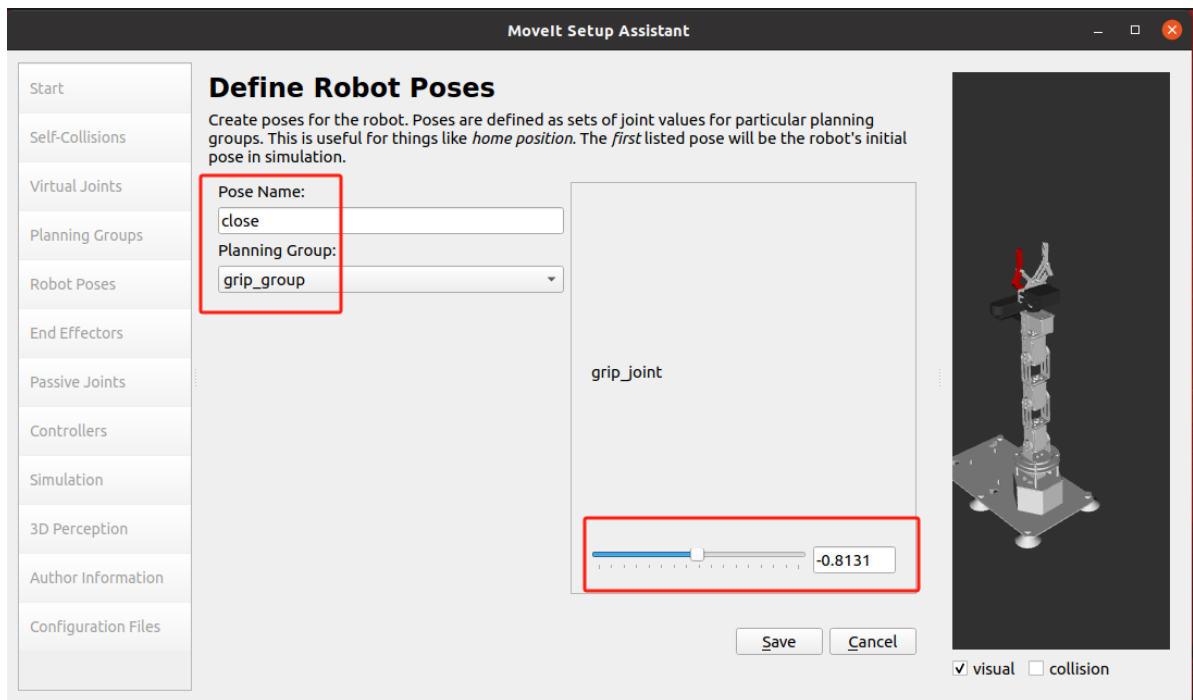 MoveIt Setup Assistant
Start
Self-Collisions
Virtual Joints
Planning Groups
Robot Poses
End Effectors
Passive Joints
Controllers
Simulation
3D Perception
Author Information
Configuration Files
Define Robot Poses
Create poses for the robot. Poses are defined as sets of joint values for particular planning
groups. This is useful for things like home position. The first listed pose will be the robot's initial
pose in simulation.
Pose Name:
close
Planning Group:
grip_group
grip_joint
-0.8131
Save
Cancel
visual
collision